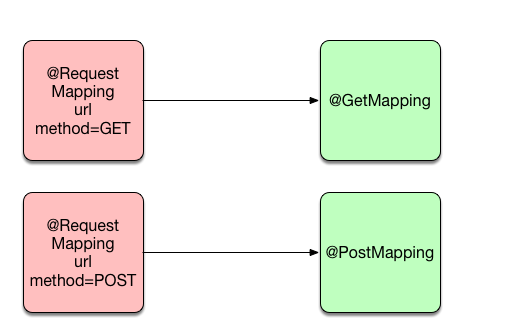 @Request
Mapping
url
method=GET
@GetMapping
@Request
Mapping
url
method=POST
@PostMapping